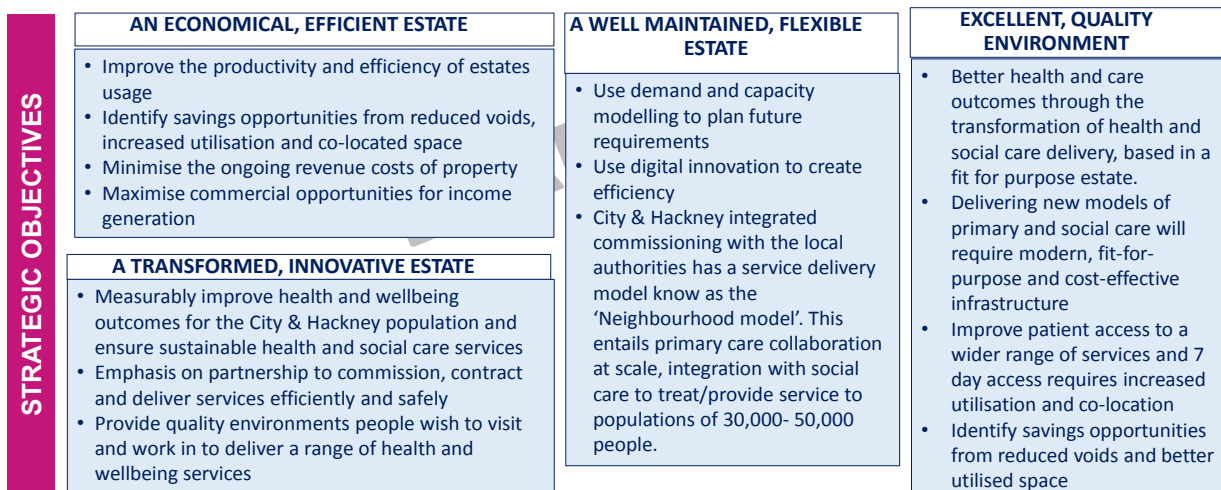 STRATEGIC OBJECTIVES
AN ECONOMICAL, EFFICIENT ESTATE
• Improve the productivity and efficiency of estates
usage
• Identify savings opportunities from reduced voids,
increased utilisation and co-located space
• Minimise the ongoing revenue costs of property
• Maximise commercial opportunities for income
generation
A TRANSFORMED, INNOVATIVE ESTATE
• Measurably improve health and wellbeing
outcomes for the City & Hackney population and
ensure sustainable health and social care services
• Emphasis on partnership to commission, contract
and deliver services efficiently and safely
• Provide quality environments people wish to visit
and work in to deliver a range of health and
wellbeing services
A WELL MAINTAINED, FLEXIBLE
ESTATE
• Use demand and capacity
modelling to plan future
requirements
• Use digital innovation to create
efficiency
• City & Hackney integrated
commissioning with the local
authorities has a service delivery
model know as the
‘Neighbourhood model’. This
entails primary care collaboration
at scale, integration with social
care to treat/provide service to
populations of 30,000- 50,000
people.
EXCELLENT, QUALITY
ENVIRONMENT
• Better health and care
outcomes through the
transformation of health and
social care delivery, based in a
fit for purpose estate.
• Delivering new models of
primary and social care will
require modern, fit-for-
purpose and cost-effective
infrastructure
• Improve patient access to a
wider range of services and 7
day access requires increased
utilisation and co-location
• Identify savings opportunities
from reduced voids and better
utilised space